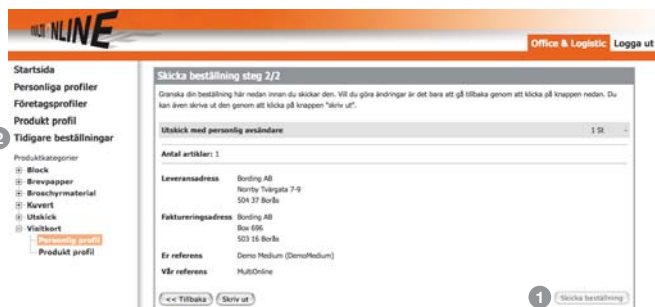 MULTI ONLINE
Office & Logistic Logga ut
Startsida
Personliga profiler
Företagsprofiler
Produkt profil
2 Tidigare beställningar
Produktkategorier
Block
Brevpapper
Broschyrmaterial
Kuvert
Utskick
Visitkort
Personlig profil
Produkt profil
Skicka beställning steg 2/2
Granska din beställning här nedan innan du skickar den. Vill du göra ändringar är det bara att gå tillbaka genom att klicka på knappen nedan. Du
kan även skriva ut den genom att klicka på knappen "skriv ut".
Utskick med personlig avsändare 1 St -
Antal artiklar: 1
Leveransadress Bording AB
Norrby Tvärgata 7-9
504 37 Borås
Faktureringsadress Bording AB
Box 696
503 16 Borås
Er referens Demo Medium (DemoMedium)
Vår referens MultiOnline
<< Tillbaka Skriv ut 1 Skicka beställning